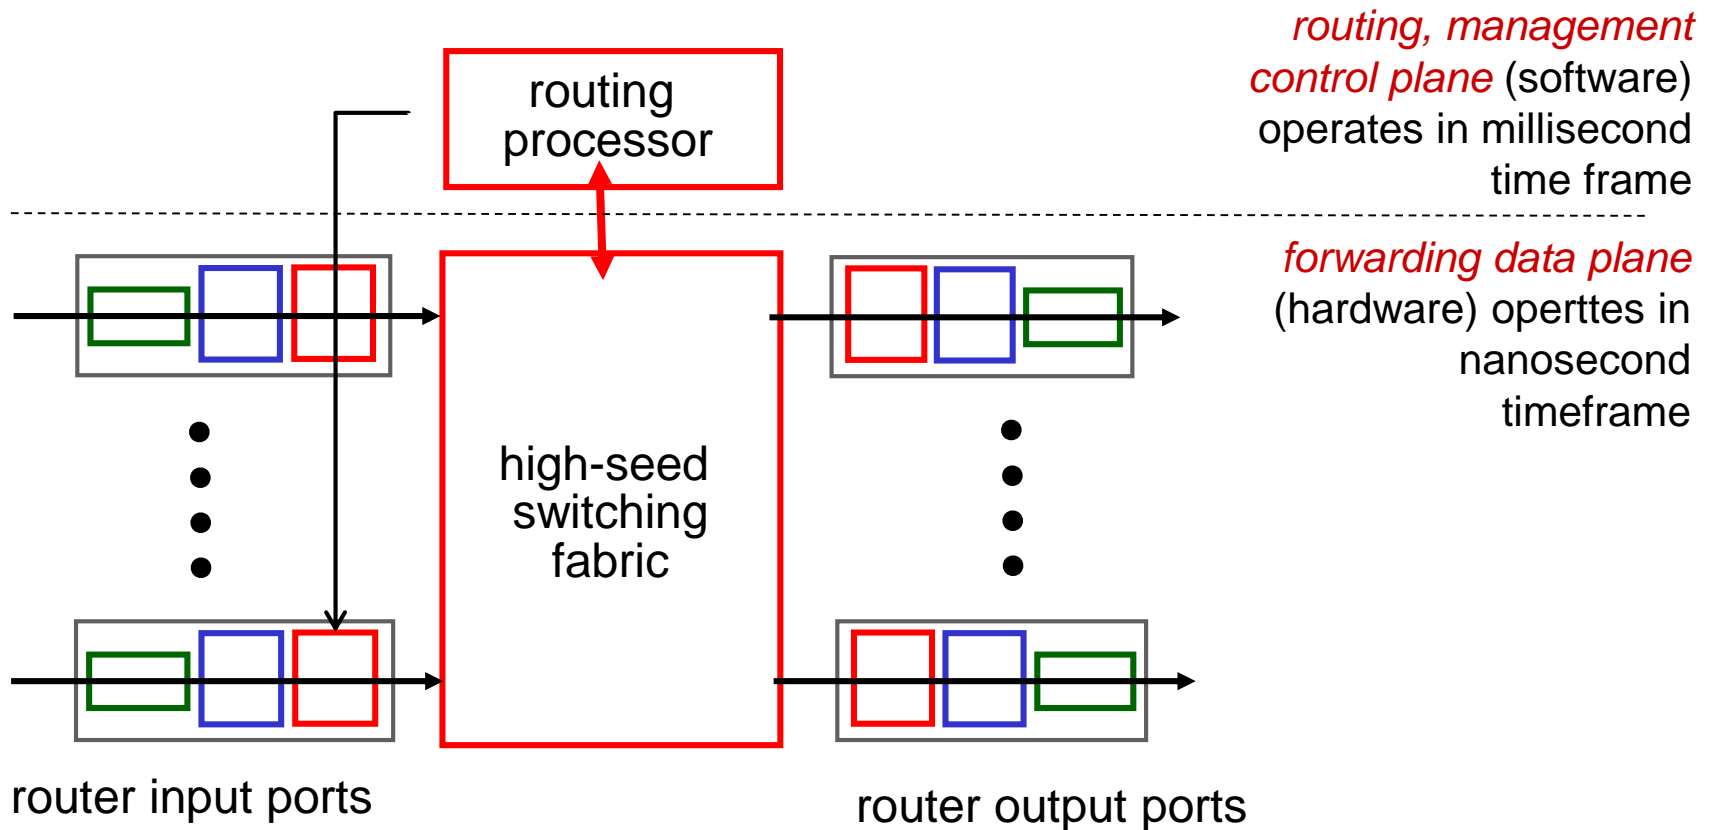 routing, management
control plane (software)
operates in millisecond
time frame
routing
processor
forwarding data plane
(hardware) operttes in
nanosecond
timeframe
high-seed
switching
fabric
router input ports
router output ports